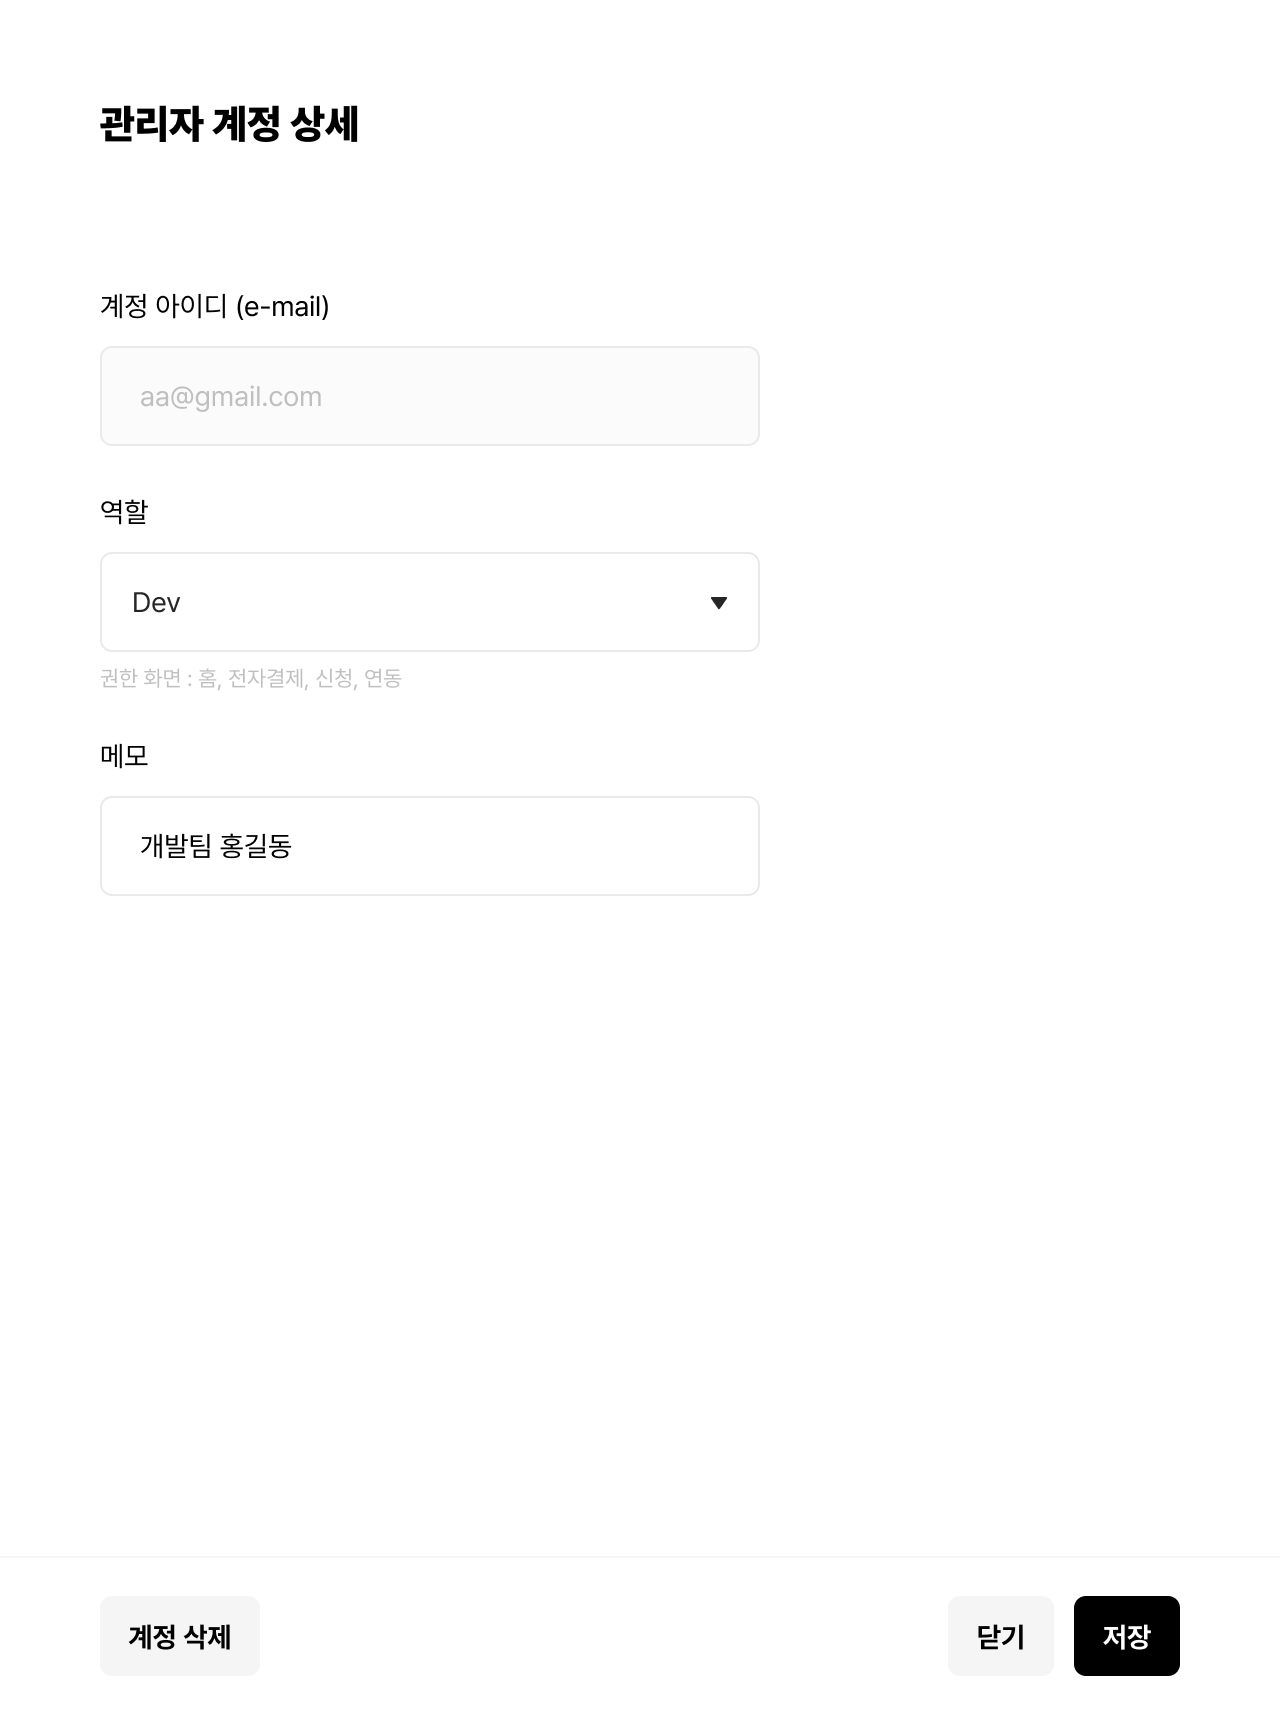 관리자 계정 상세
계정 아이디 (e-mail)
aa@gmail.com
역할
Dev
권한 화면 : 홈, 전자결제, 신청, 연동
메모
개발팀 홍길동
계정 삭제
닫기
저장